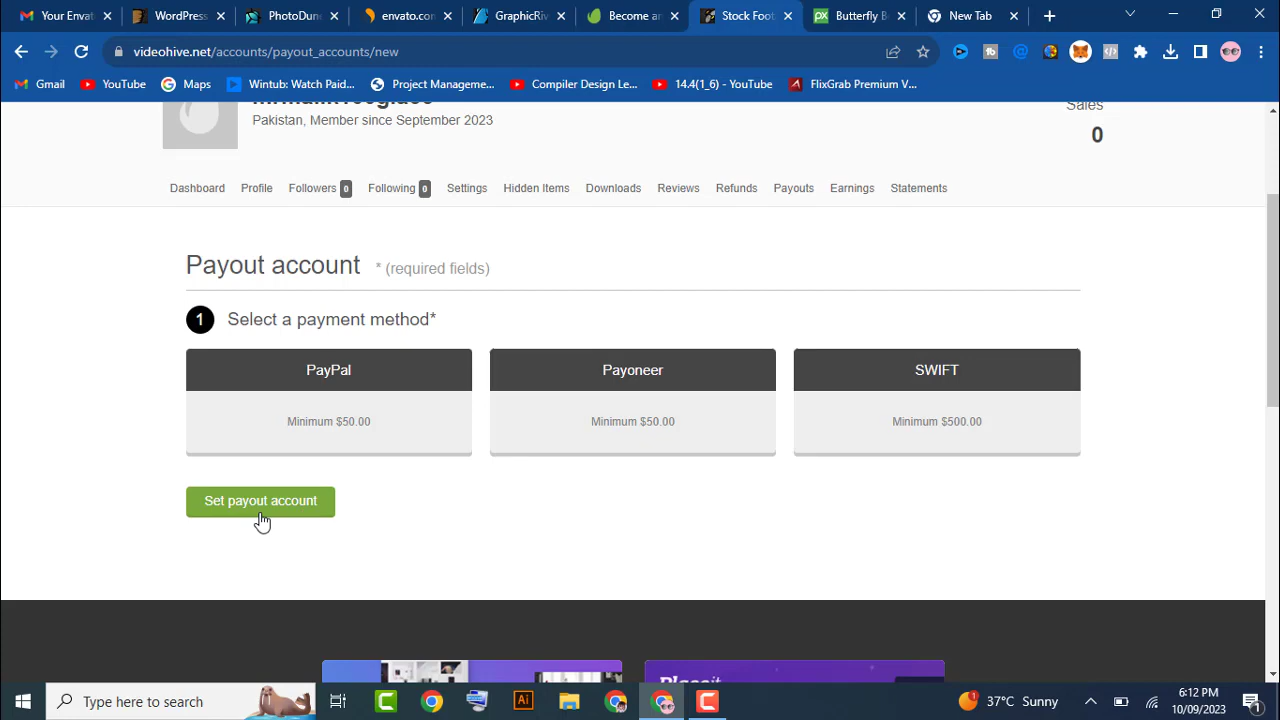 Your Envat
WordPress
PhotoDun
envato.co
GraphicRiv
Become a
Stock Foot
Butterfly B
New Tab
videohive.net/accounts/payout_accounts/new
Gmail
YouTube
Maps
Wintub: Watch Paid...
Project Manageme...
Compiler Design Le...
14.4(1_6) - YouTube
FlixGrab Premium V...
Sales
Pakistan, Member since September 2023
0
Dashboard Profile Followers 0 Following 0 Settings Hidden Items Downloads Reviews Refunds Payouts Earnings Statements
Payout account * (required fields)
1 Select a payment method*
PayPal
Minimum $50.00
Payoneer
Minimum $50.00
SWIFT
Minimum $500.00
Set payout account
Type here to search
Ai
37°C Sunny
6:12 PM
10/09/2023